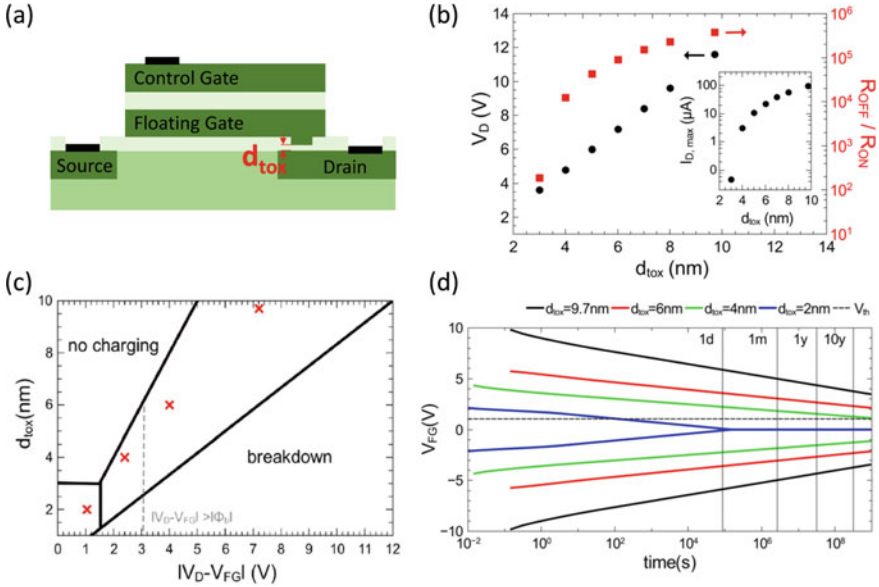 (a)
Control Gate
Floating Gate
d_tox
Source
Drain
(b)
V_D (V)
14
12
10
8
6
4
2
2 4 6 8 10 12 14
d_tox (nm)
10^6
10^5
10^4
10^3
10^2
10^1
R_OFF / R_ON
I_D, max (μA)
100
10
1
0
0
2 4 6 8 10
d_tox (nm)
(c)
d_tox(nm)
10
8
6
4
2
no charging
breakdown
|V_D-V_FG| >|Φ_b|
0 1 2 3 4 5 6 7 8 9 10 11 12
|V_D-V_FG| (V)
(d)
d_tox=9.7nm d_tox=6nm d_tox=4nm d_tox=2nm V_th
1d 1m 1y 10y
V_FG(V)
10
5
0
−5
−10
10^−2 10^0 10^2 10^4 10^6 10^8
time(s)